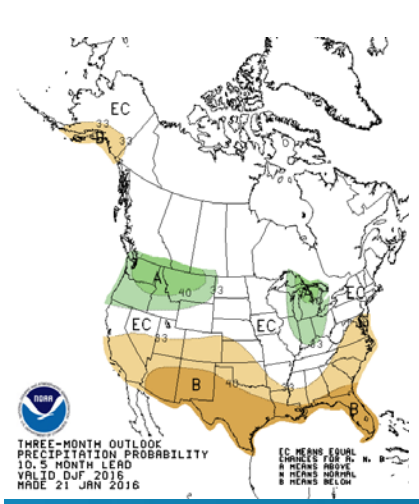 EC
33
B
33
A
40
33
A
40
EC
EC
EC
33
33
33
B
B
40
33
B
NOAA
THREE-MONTH OUTLOOK
PRECIPITATION PROBABILITY
10.5 MONTH LEAD
VALID DJF 2016
MADE 21 JAN 2016
EC MEANS EQUAL
CHANCES FOR A, N, B
A MEANS ABOVE
N MEANS NORMAL
B MEANS BELOW